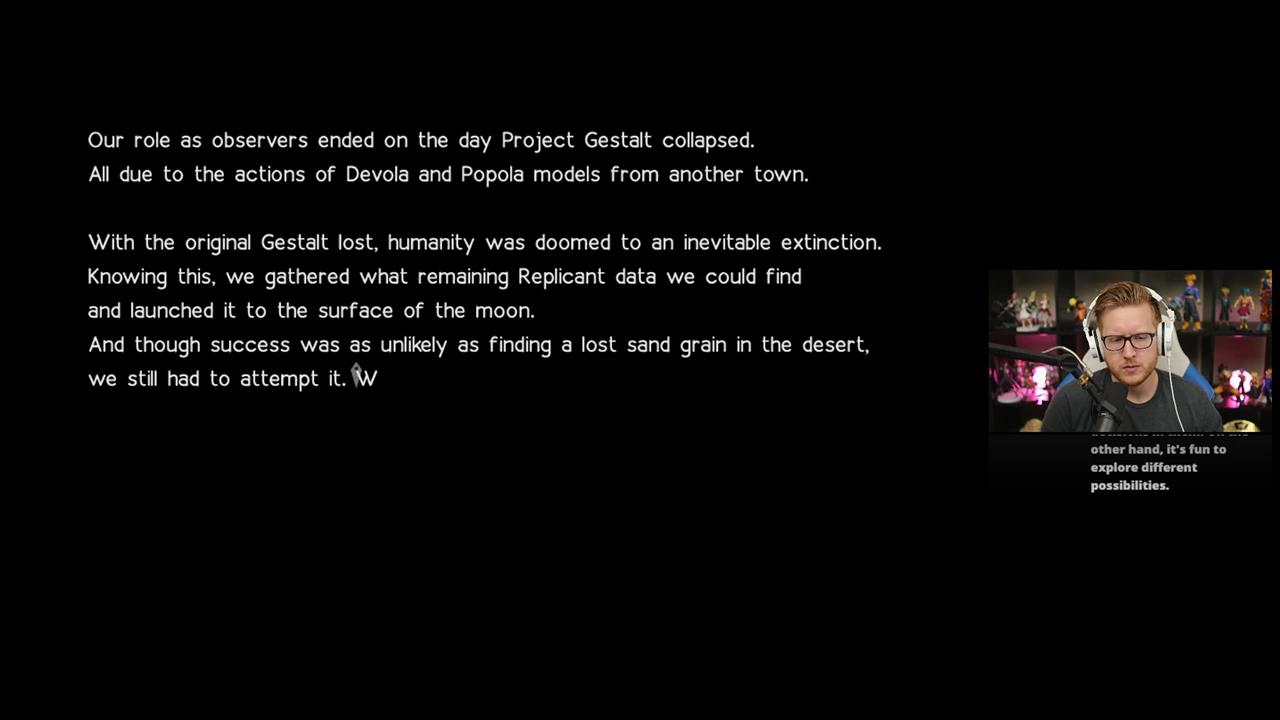 Our role as observers ended on the day Project Gestalt collapsed.
All due to the actions of Devola and Popola models from another town.
With the original Gestalt lost, humanity was doomed to an inevitable extinction.
Knowing this, we gathered what remaining Replicant data we could find
and launched it to the surface of the moon.
And though success was as unlikely as finding a lost sand grain in the desert,
we still had to attempt it. W
other hand, it's fun to
explore different
possibilities.